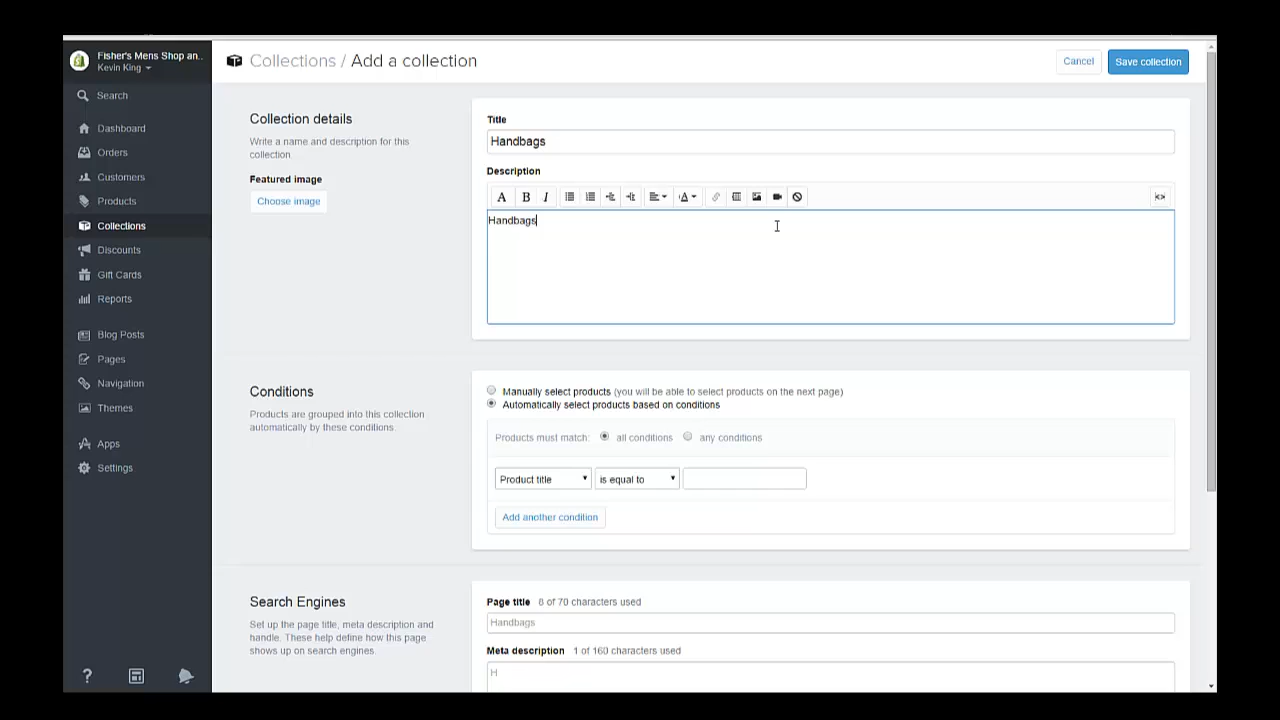 Fisher's Mens Shop an..
Kevin King
Search
Dashboard
Orders
Customers
Products
Collections
Discounts
Gift Cards
Reports
Blog Posts
Pages
Navigation
Themes
Apps
Settings
?
Collections / Add a collection
Cancel
Save collection
Collection details
Write a name and description for this
collection.
Featured image
Choose image
Title
Handbags
Description
A B I A
Handbags
Conditions
Products are grouped into this collection
automatically by these conditions.
Manually select products (you will be able to select products on the next page)
Automatically select products based on conditions
Products must match: all conditions any conditions
Product title is equal to
Add another condition
Search Engines
Set up the page title, meta description and
handle. These help define how this page
shows up on search engines.
Page title 8 of 70 characters used
Handbags
Meta description 1 of 160 characters used
H